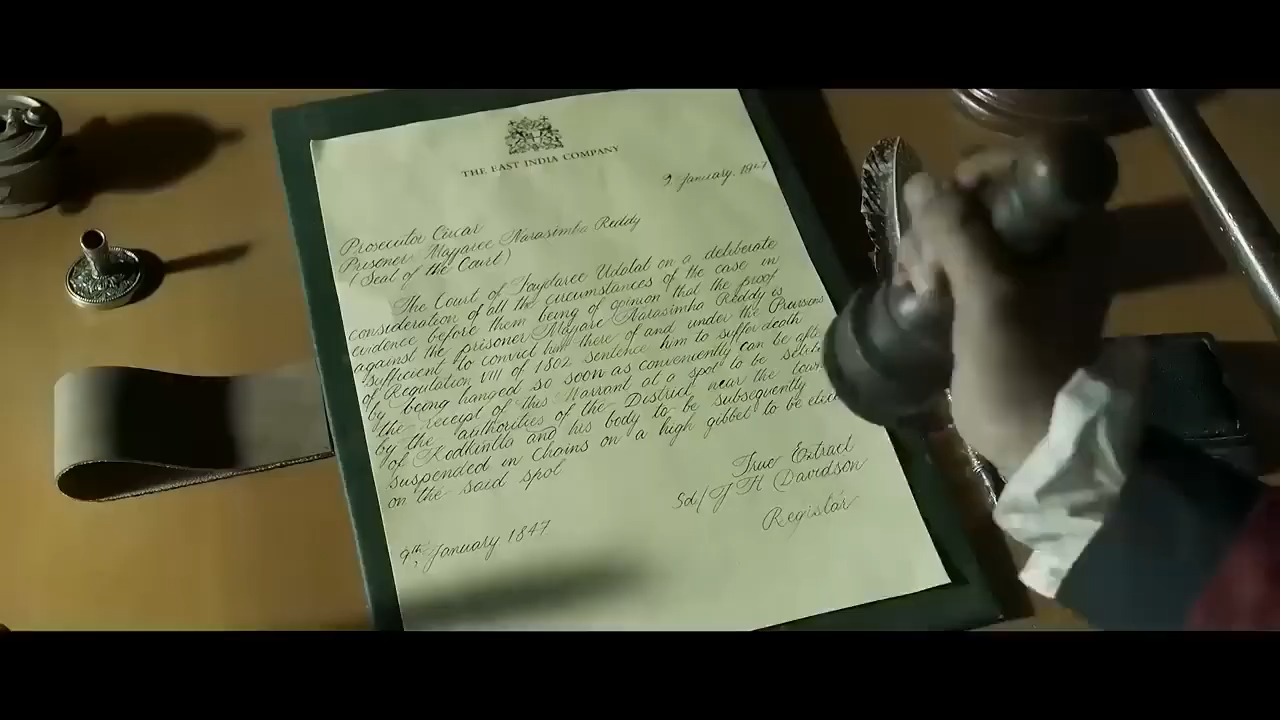 THE EAST INDIA COMPANY
9 January, 1847
Prosecutor Circar
Prisoner Majjaree Narasimha Reddy
(Seal of the Court)
The Court of Foujdaree Udalat on a deliberate
consideration of all the circumstances of the case in
evidence before them being of opinion that the proof
against the prisoner Majjare Narasimha Reddy is
sufficient to convict him there of and under the
of Regulation VIII of 1802 sentence him to suffer death
by being hanged so soon as conveniently can be afte
the receipt of this Warrant at a spot to be
by the authorities of the District near the town
of and his body to be subsequently
suspended in chains on a high gibbet to be
on the said spot
True Extract
Sd/ H Davidson
Registar
9th January 1847